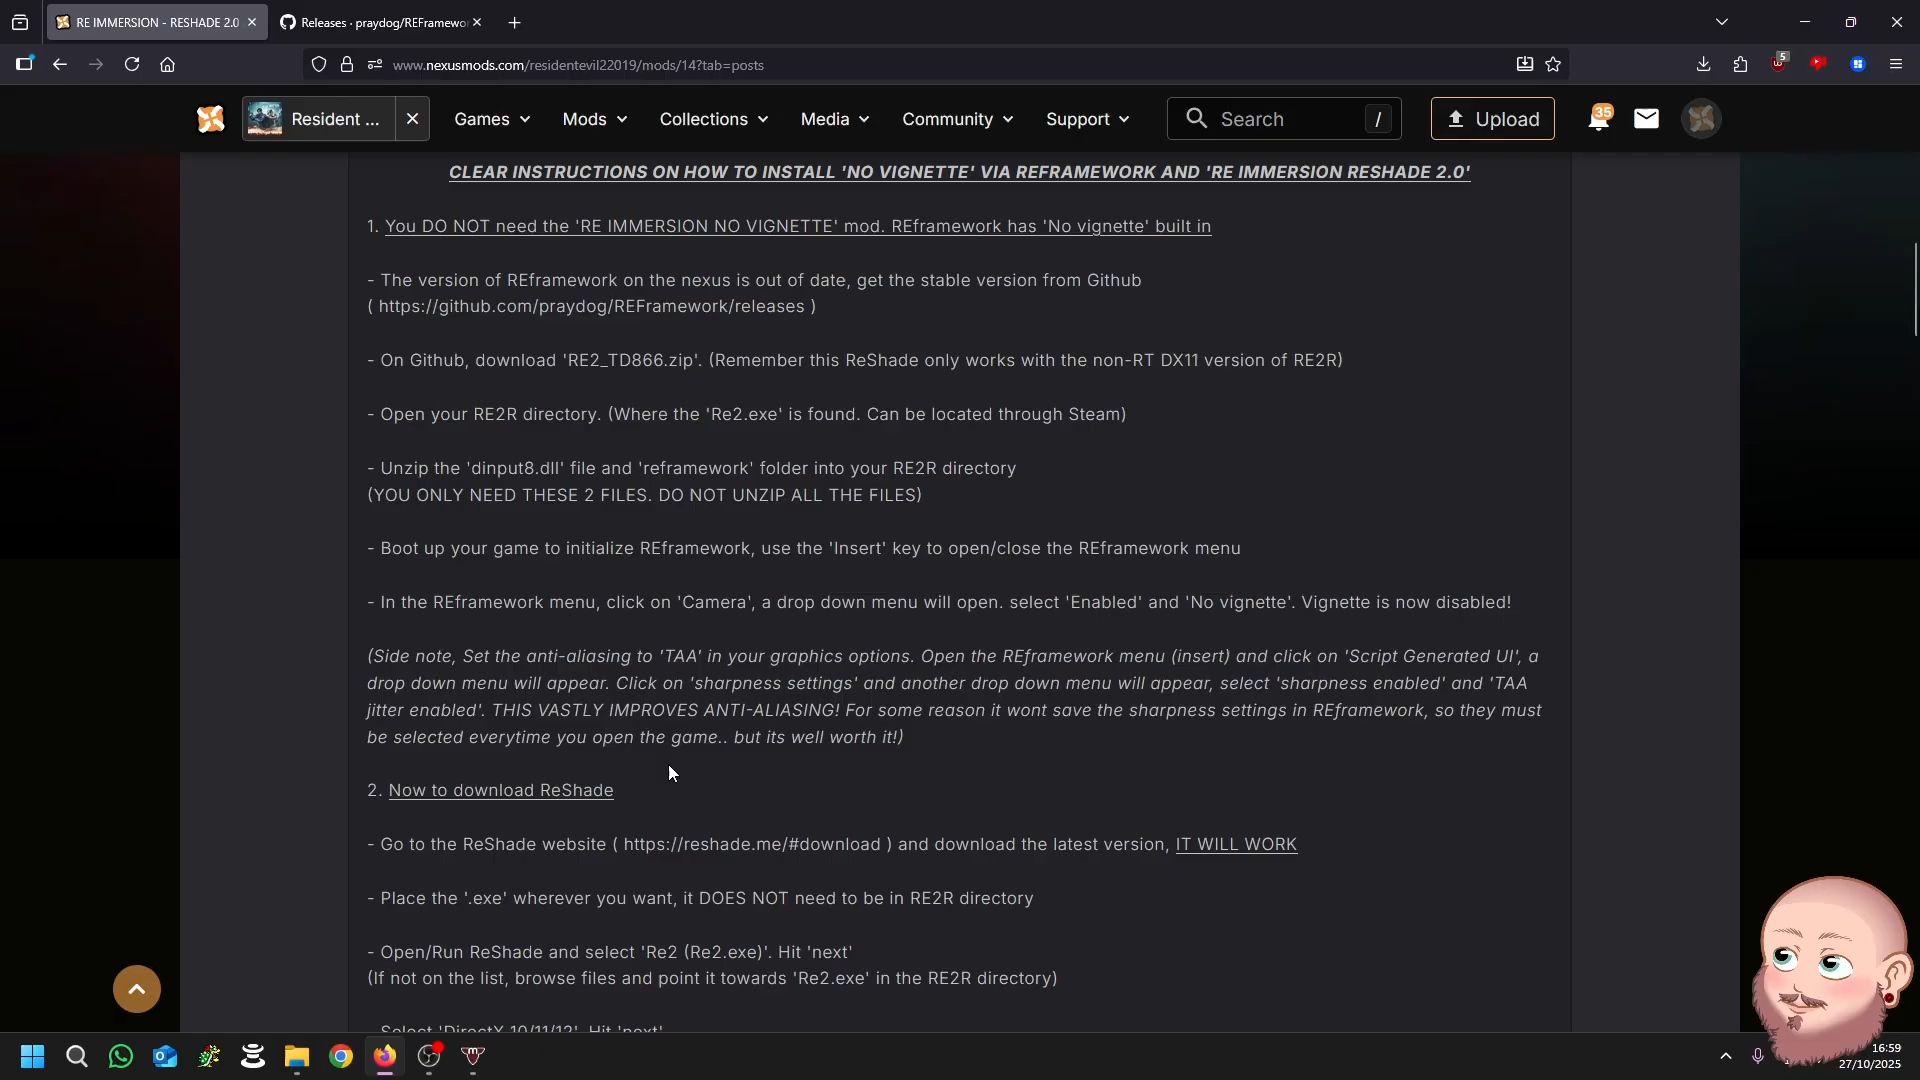 RE IMMERSION - RESHADE 2.0
Releases · praydog/REFramewo
www.nexusmods.com/residentevil22019/mods/14?tab=posts
5
Resident ...
Games
Mods
Collections
Media
Community
Support
Search
/
Upload
35
CLEAR INSTRUCTIONS ON HOW TO INSTALL 'NO VIGNETTE' VIA REFRAMEWORK AND 'RE IMMERSION RESHADE 2.0'
1. You DO NOT need the 'RE IMMERSION NO VIGNETTE' mod. REframework has 'No vignette' built in
- The version of REframework on the nexus is out of date, get the stable version from Github
( https://github.com/praydog/REFramework/releases )
- On Github, download 'RE2_TD866.zip'. (Remember this ReShade only works with the non-RT DX11 version of RE2R)
- Open your RE2R directory. (Where the 'Re2.exe' is found. Can be located through Steam)
- Unzip the 'dinput8.dll' file and 'reframework' folder into your RE2R directory
(YOU ONLY NEED THESE 2 FILES. DO NOT UNZIP ALL THE FILES)
- Boot up your game to initialize REframework, use the 'Insert' key to open/close the REframework menu
- In the REframework menu, click on 'Camera', a drop down menu will open. select 'Enabled' and 'No vignette'. Vignette is now disabled!
(Side note, Set the anti-aliasing to 'TAA' in your graphics options. Open the REframework menu (insert) and click on 'Script Generated UI', a
drop down menu will appear. Click on 'sharpness settings' and another drop down menu will appear, select 'sharpness enabled' and 'TAA
jitter enabled'. THIS VASTLY IMPROVES ANTI-ALIASING! For some reason it wont save the sharpness settings in REframework, so they must
be selected everytime you open the game.. but its well worth it!)
2. Now to download ReShade
- Go to the ReShade website ( https://reshade.me/#download ) and download the latest version, IT WILL WORK
- Place the '.exe' wherever you want, it DOES NOT need to be in RE2R directory
- Open/Run ReShade and select 'Re2 (Re2.exe)'. Hit 'next'
(If not on the list, browse files and point it towards 'Re2.exe' in the RE2R directory)
- Select 'DirectX 10/11/12'. Hit 'next'
16:59
27/10/2025